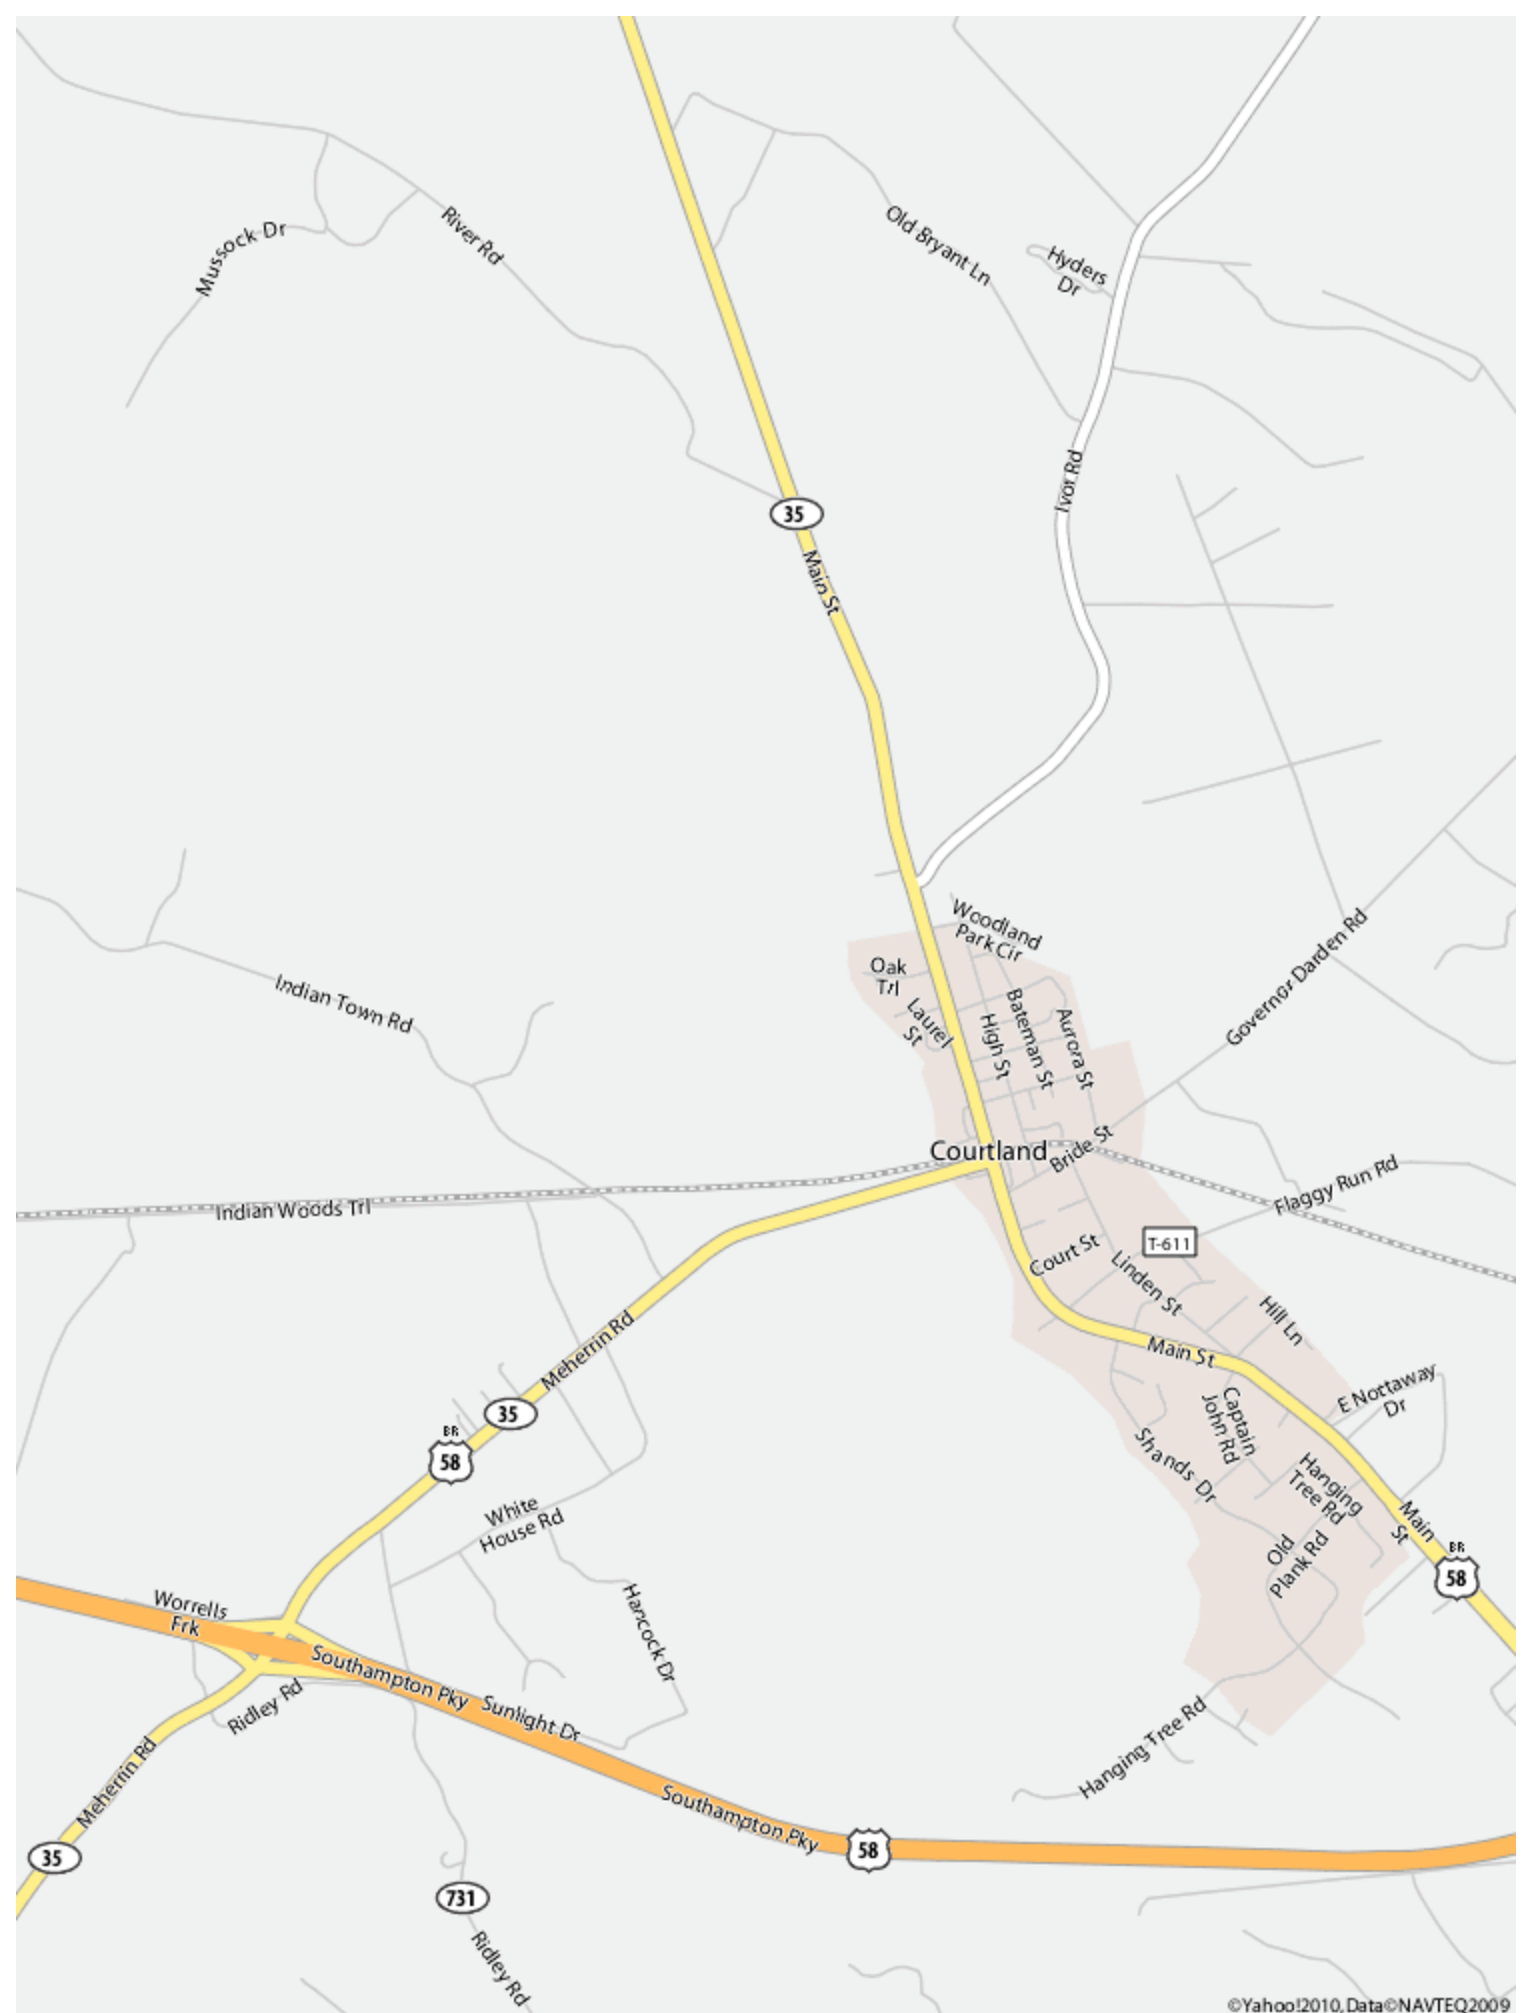 Mussock Dr
River Rd
Old Bryant Ln
Hyders
Dr
Ivor Rd
35
Main St
Woodland
Park Cir
Oak
Trl
Laurel
St
High St
Bateman St
Aurora St
Governor Darden Rd
Indian Town Rd
Courtland
Bride St
Indian Woods Trl
Flaggy Run Rd
T-611
Court St
Linden St
Hill Ln
Meherrin Rd
Main St
E Nottaway
Dr
35
BR
58
Captain
John Rd
Shands Dr
Hanging
Tree Rd
Main
St
White
House Rd
Old
Plank Rd
BR
58
Worrells
Frk
Hancock Dr
Southampton Pky
Sunlight Dr
Ridley Rd
Hanging Tree Rd
Meherrin Rd
Southampton Pky
58
35
731
Ridley Rd
©Yahoo!2010, Data©NAVTEQ2009